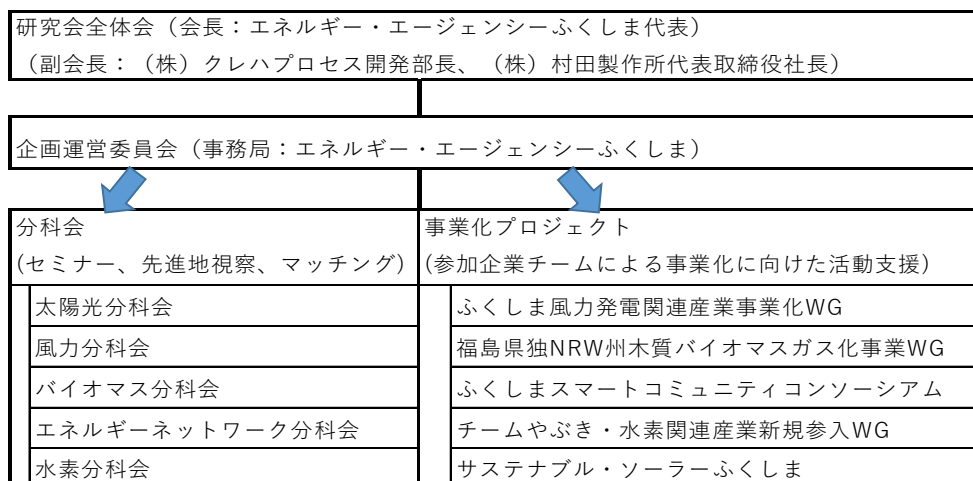 研究会全体会（会長：エネルギー・エージェンシーふくしま代表）
（副会長：（株）クレハプロセス開発部長、（株）村田製作所代表取締役社長）
企画運営委員会（事務局：エネルギー・エージェンシーふくしま）
分科会
(セミナー、先進地視察、マッチング)
太陽光分科会
風力分科会
バイオマス分科会
エネルギーネットワーク分科会
水素分科会
事業化プロジェクト
(参加企業チームによる事業化に向けた活動支援)
ふくしま風力発電関連産業事業化WG
福島県独NRW州木質バイオマスガス化事業WG
ふくしまスマートコミュニティコンソーシアム
チームやぶき・水素関連産業新規参入WG
サステナブル・ソーラーふくしま